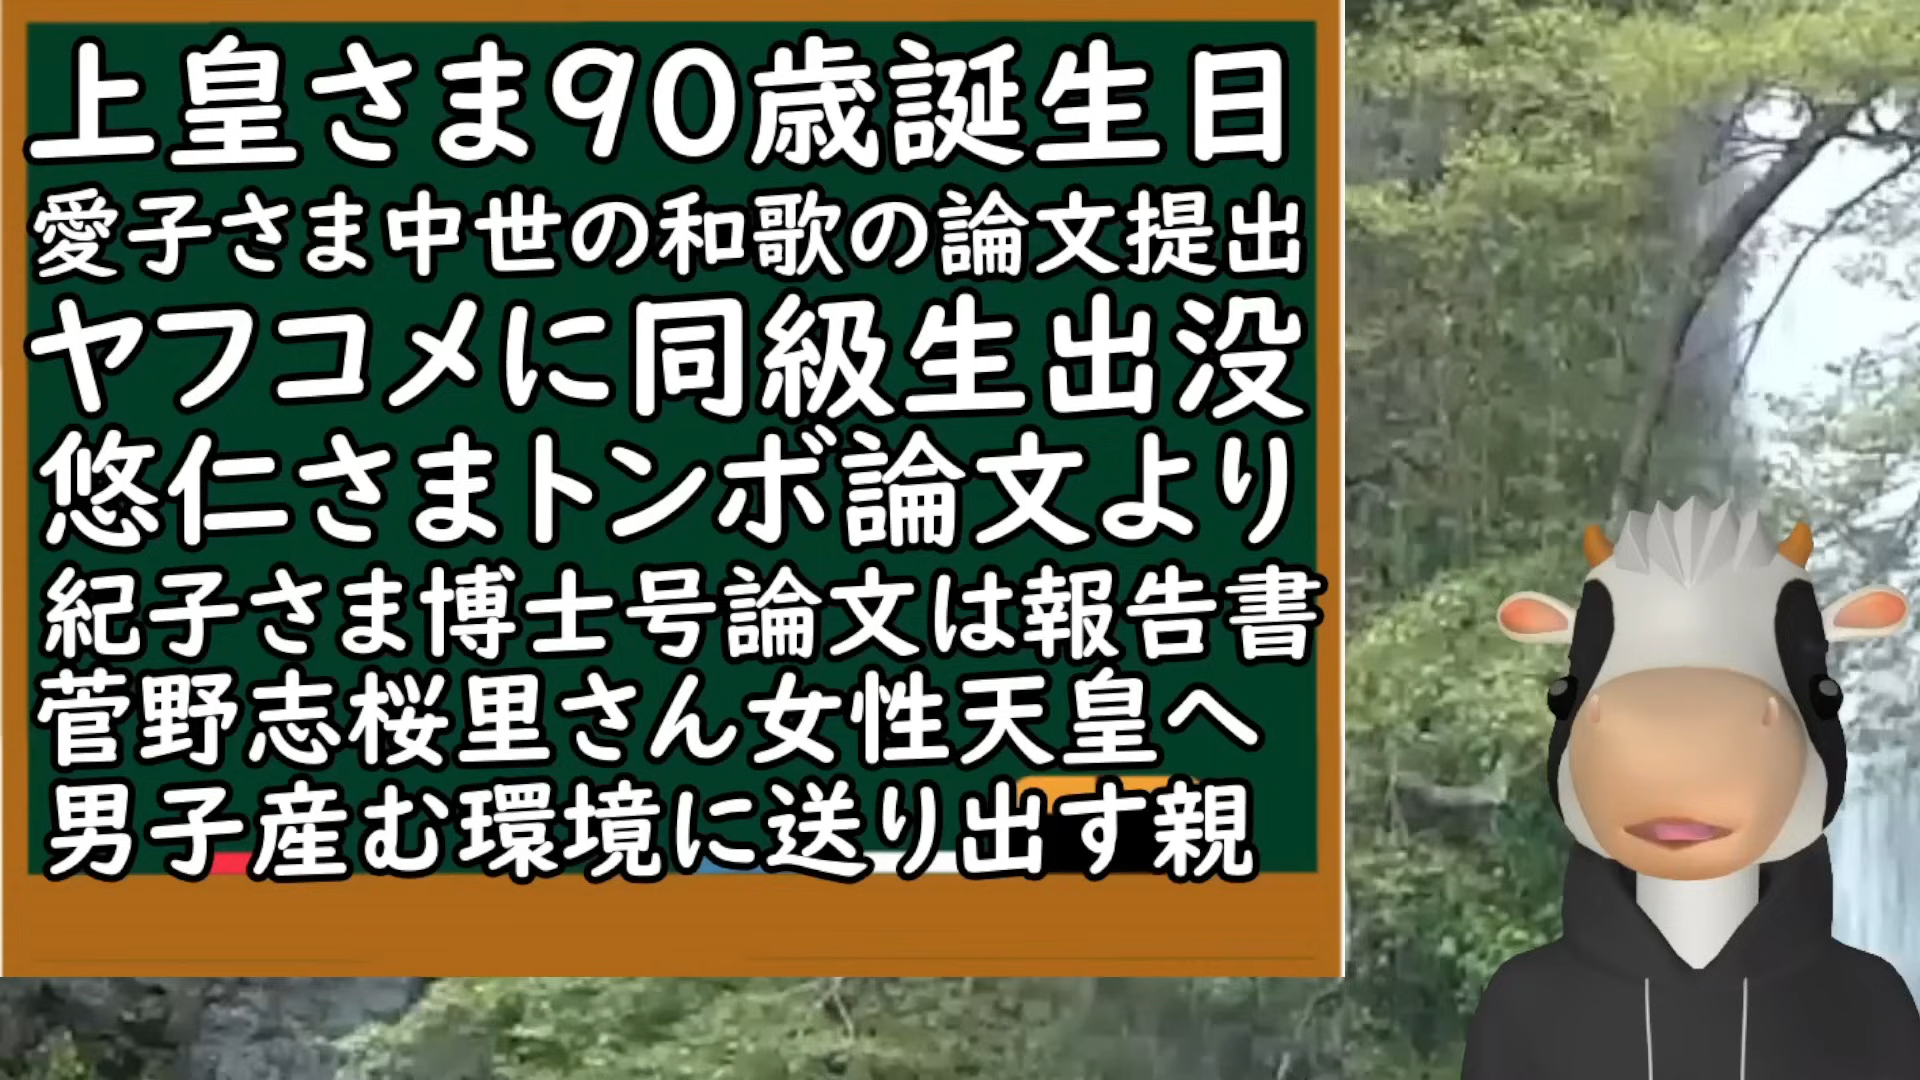 上皇さま90歳誕生日
愛子さま中世の和歌の論文提出
ヤフコメに同級生出没
悠仁さまトンボ論文より
紀子さま博士号論文は報告書
菅野志桜里さん女性天皇へ
男子産む環境に送り出す親